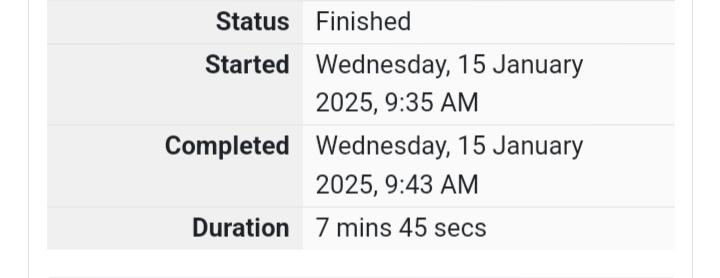 Status Finished
Started Wednesday, 15 January
2025, 9:35 AM
Completed Wednesday, 15 January
2025, 9:43 AM
Duration 7 mins 45 secs